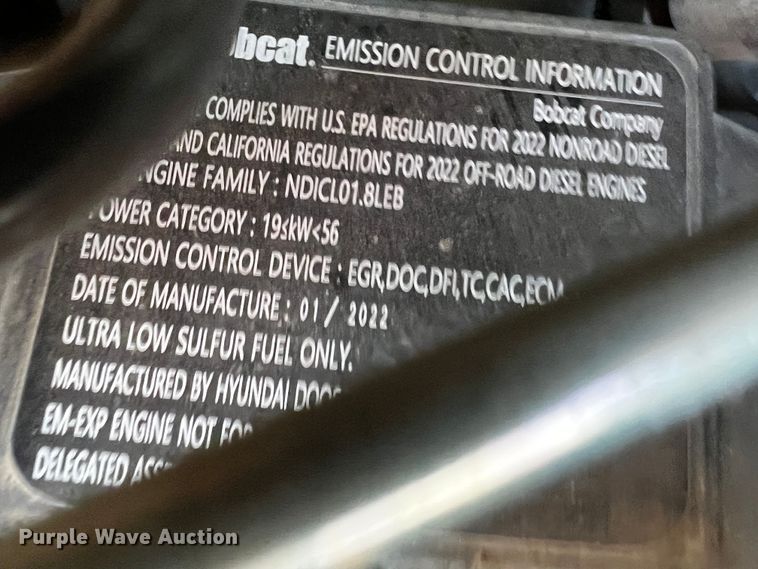 bcat. EMISSION CONTROL INFORMATION
Bobcat Company
COMPLIES WITH U.S. EPA REGULATIONS FOR 2022 NONROAD DIESEL
AND CALIFORNIA REGULATIONS FOR 2022 OFF-ROAD DIESEL ENGINES
NGINE FAMILY : NDICL01.8LEB
OWER CATEGORY : 19≤kW<56
EMISSION CONTROL DEVICE : EGR,DOC,DFI,TC,CAC,ECM
DATE OF MANUFACTURE : 01 / 2022
ULTRA LOW SULFUR FUEL ONLY.
MANUFACTURED BY HYUNDAI DOO
EM-EXP ENGINE NOT FOR
DELEGATED ASS
Purple Wave Auction